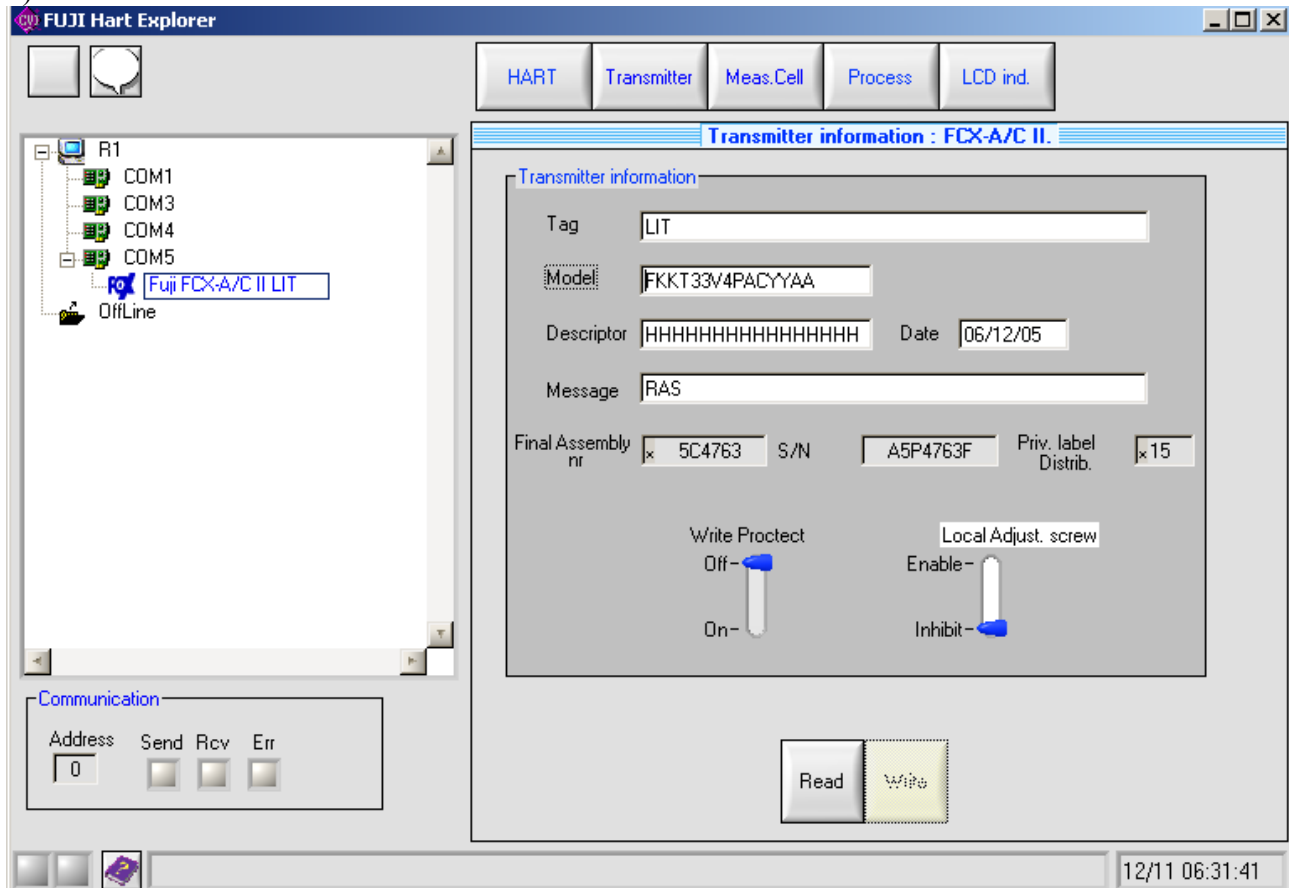 FUJI Hart Explorer
HART Transmitter Meas.Cell Process LCD ind.
R1
COM1
COM3
COM4
COM5
Fuji FCX-A/C II LIT
OffLine
Transmitter information : FCX-A/C II.
Transmitter information
Tag LIT
Model FKKT33V4PACYYAA
Descriptor HHHHHHHHHHHHHHHH Date 06/12/05
Message RAS
Final Assembly nr x 5C4763 S/N A5P4763F Priv. label Distrib. x15
Write Proctect Local Adjust. screw
Off Enable
On Inhibit
Communication
Address Send Rcv Err
0
Read Write
12/11 06:31:41